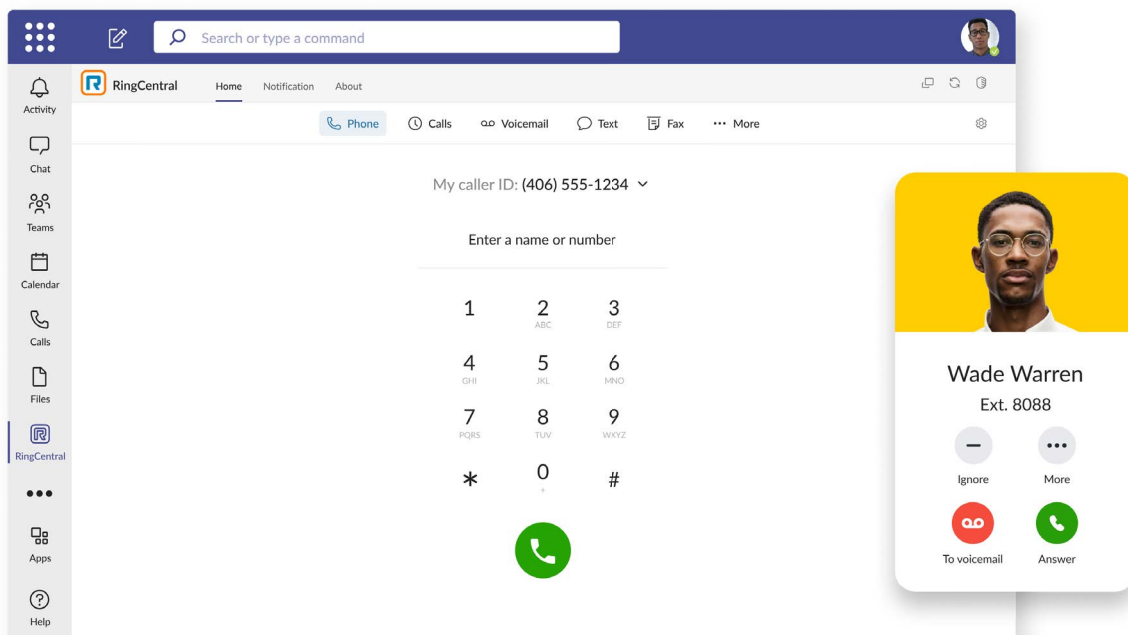 Search or type a command
Activity
Chat
Teams
Calendar
Calls
Files
RingCentral
Apps
Help
R RingCentral Home Notification About
Phone Calls Voicemail Text Fax More
My caller ID: (406) 555-1234
Enter a name or number
1 2 3
ABC DEF
4 5 6
GHI JKL MNO
7 8 9
PQRS TUV WXYZ
* 0 #
+
Wade Warren
Ext. 8088
Ignore More
To voicemail Answer